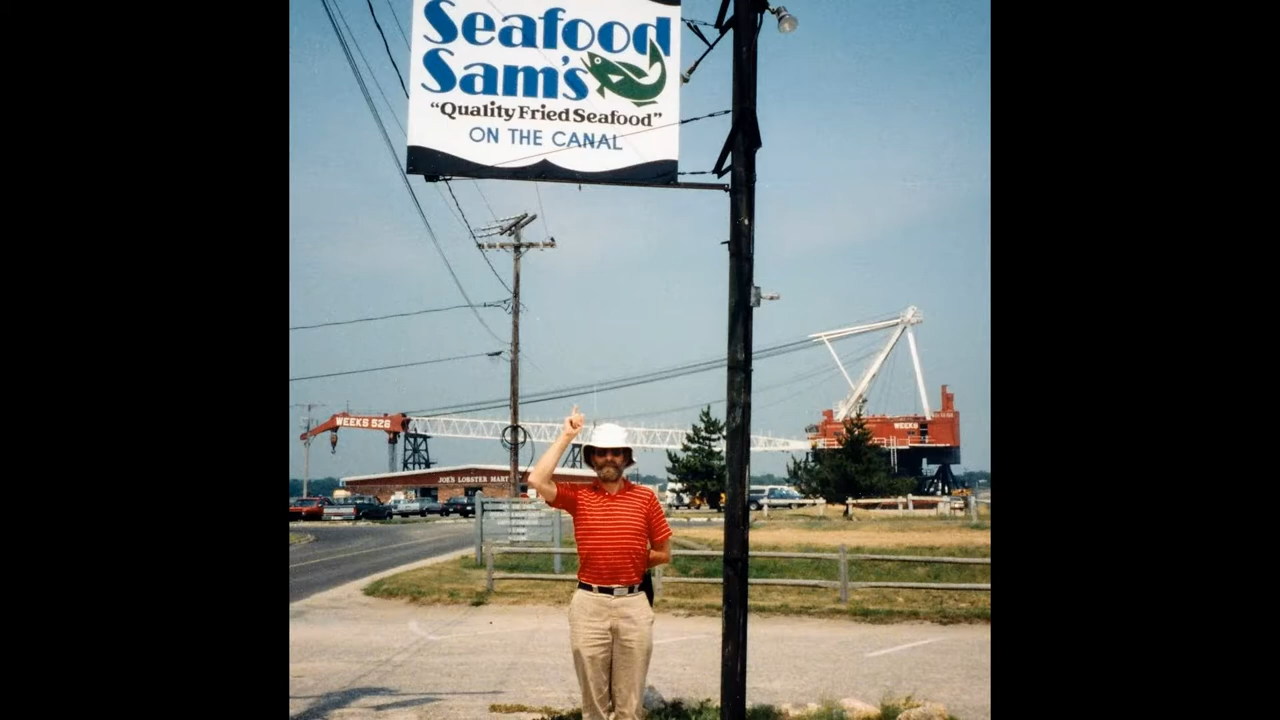 Seafood
Sam's
“Quality Fried Seafood”
ON THE CANAL
WEEKS 526
WEEKS
JOE'S LOBSTER MART